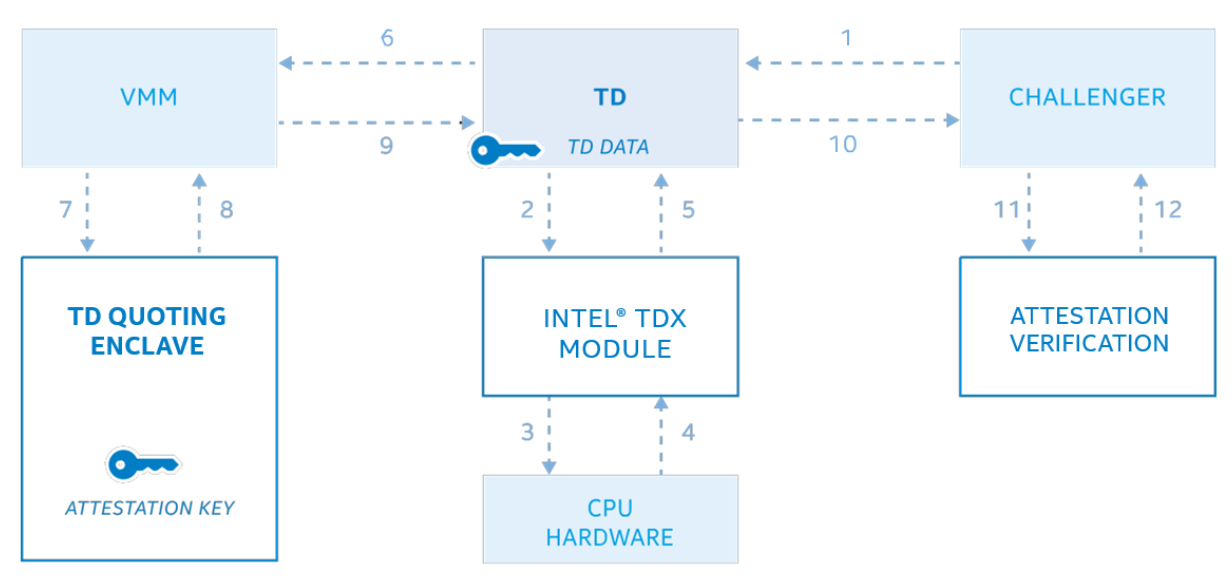 6
1
VMM
TD
CHALLENGER
TD DATA
9
10
7
8
2
5
11
12
TD QUOTING
ENCLAVE
INTEL® TDX
MODULE
ATTESTATION
VERIFICATION
3
4
ATTESTATION KEY
CPU
HARDWARE